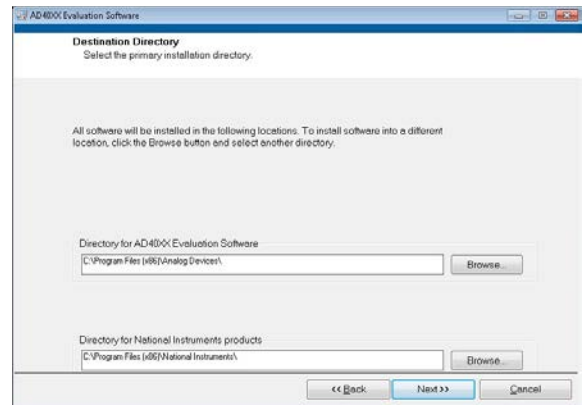 AD40XX Evaluation Software
Destination Directory
Select the primary installation directory.
All software will be installed in the following locations. To install software into a different
location, click the Browse button and select another directory.
Directory for AD40XX Evaluation Software
C:\Program Files (x86)\Analog Devices\
Browse...
Directory for National Instruments products
C:\Program Files (x86)\National Instruments\
Browse...
<< Back
Next >>
Cancel